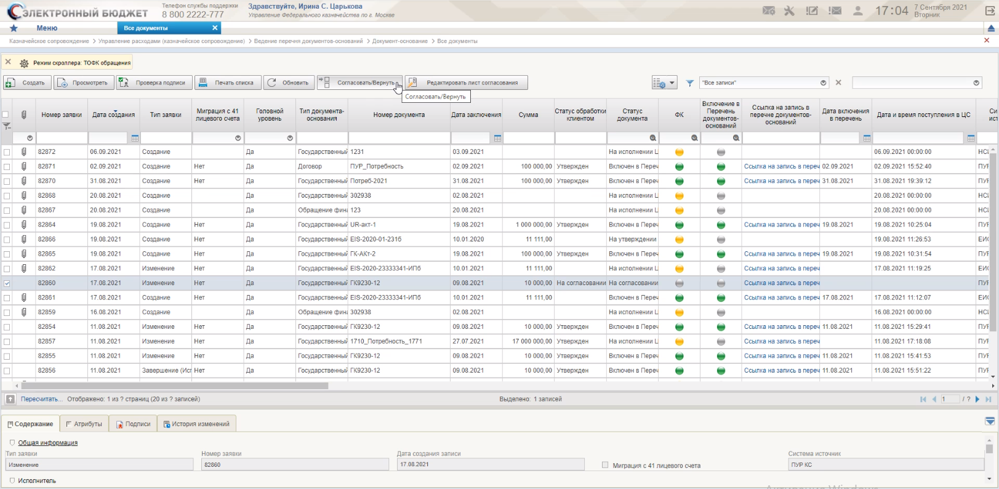 ЭЛЕКТРОННЫЙ БЮДЖЕТ
Телефон службы поддержки
8 800 2222-777
Здравствуйте, Ирина С. Царькова
Управление Федерального казначейства по г. Москве
17:04
7 Сентября 2021
Вторник
Меню
Все документы
Казначейское сопровождение > Управление расходами (казначейское сопровождение) > Ведение перечня документов-оснований > Документ-основание > Все документы
Режим скроллера: ТОФК обращения
Создать Просмотреть Проверка подписи Печать списка Обновить Согласовать/Вернуть Редактировать лист согласования "Все записи"
Согласовать/Вернуть
Номер заявки Дата создания Тип заявки Миграция с 41 лицевого счета Головной уровень Тип документа-основания Номер документа Дата заключения Сумма Статус обработки клиентом Статус документа ФК Включение в Перечень документов-оснований Ссылка на запись в перечне документов-оснований Дата включения в перечень Дата и время поступления в ЦС Си ист
82872 06.09.2021 Создание Да Государственный 1231 03.09.2021 На исполнении Ц 06.09.2021 00:00:00 НСИ
82871 02.09.2021 Создание Нет Да Договор ПУР_Потребность 02.09.2021 100 000,00 Утвержден Включен в Переч Ссылка на запись в переч 02.09.2021 02.09.2021 15:52:40 ПУР
82870 31.08.2021 Создание Нет Да Государственный Потреб-2021 31.08.2021 100 000,00 Утвержден Включен в Переч Ссылка на запись в переч 31.08.2021 31.08.2021 19:39:12 ПУР
82868 20.08.2021 Создание Да Государственный 302938 02.08.2021 На исполнении Ц 20.08.2021 00:00:00 НСИ
82867 20.08.2021 Создание Да Обращение фина 123 20.08.2021 На исполнении Ц 20.08.2021 00:00:00 НСИ
82864 19.08.2021 Создание Нет Да Государственный UR-акт-1 19.08.2021 1 000 000,00 Утвержден Включен в Переч Ссылка на запись в переч 19.08.2021 19.08.2021 10:25:04 ПУР
82866 19.08.2021 Создание Нет Да Государственный EIS-2020-01-2316 10.01.2020 11 111,00 На утверждении 19.08.2021 11:26:53 ЕИС
82865 19.08.2021 Создание Нет Да Государственный ГК-АКт-2 19.08.2021 100 000,00 Утвержден Включен в Переч Ссылка на запись в переч 19.08.2021 19.08.2021 10:31:54 ПУР
82862 17.08.2021 Изменение Нет Да Государственный EIS-2020-23333341-ИП6 10.01.2021 11 111,00 На исполнении Ц Ссылка на запись в переч 17.08.2021 11:19:25 ЕИС
82860 17.08.2021 Изменение Нет Да Государственный ГК9230-12 09.08.2021 10 000,00 На согласовании На согласовании Ссылка на запись в переч ПУР
82861 17.08.2021 Создание Нет Да Государственный EIS-2020-23333341-ИП6 10.01.2021 11 111,00 Включен в Переч Ссылка на запись в переч 17.08.2021 17.08.2021 11:12:07 ЕИС
82859 16.08.2021 Создание Да Обращение фина 302938 02.08.2021 На исполнении Ц 16.08.2021 00:00:00 НСИ
82854 11.08.2021 Изменение Нет Да Государственный ГК9230-12 09.08.2021 10 000,00 Утвержден Включен в Переч Ссылка на запись в переч 11.08.2021 11.08.2021 15:29:41 ПУР
82857 11.08.2021 Изменение Нет Да Государственный 1710_Потребность_1771 27.07.2021 17 000 000,00 Утвержден На исполнении Ц Ссылка на запись в переч 11.08.2021 17:18:08 ПУР
82855 11.08.2021 Изменение Нет Да Государственный ГК9230-12 09.08.2021 10 000,00 Утвержден Включен в Переч Ссылка на запись в переч 11.08.2021 11.08.2021 15:41:53 ПУР
82856 11.08.2021 Завершение (Исп Нет Да Государственный ГК9230-12 09.08.2021 10 000,00 Утвержден Включен в Переч Ссылка на запись в переч 11.08.2021 11.08.2021 15:51:22 ПУР
Пересчитать... Отображено: 1 из ? страниц (20 из ? записей) Выделено: 1 записей 1 / ?
Содержание Атрибуты Подписи История изменений
Общая информация
Тип заявки Номер заявки Дата создания записи Система источник
Изменение 82860 17.08.2021 Миграция с 41 лицевого счета ПУР КС
Исполнитель